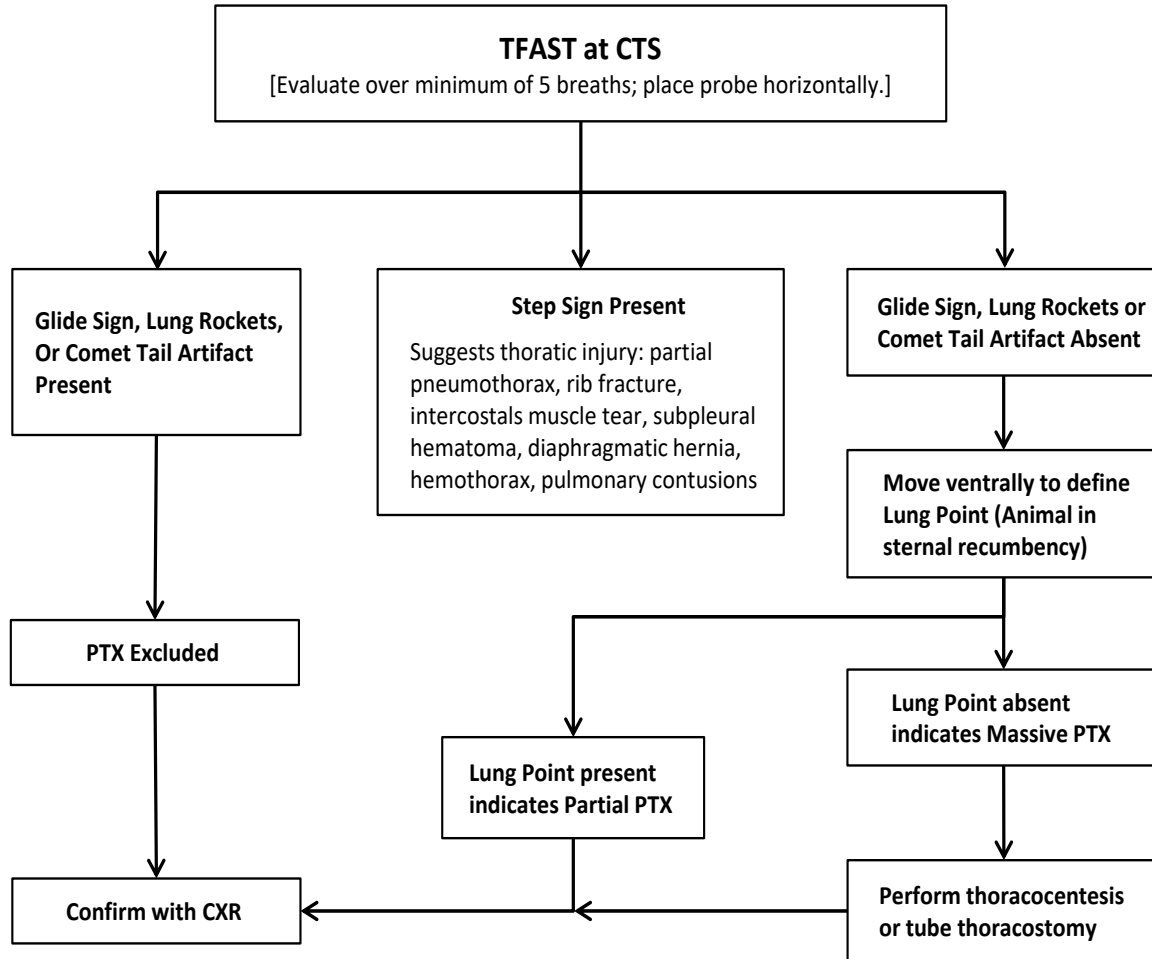 TFAST at CTS
[Evaluate over minimum of 5 breaths; place probe horizontally.]
Glide Sign, Lung Rockets,
Or Comet Tail Artifact
Present
Step Sign Present
Suggests thoratic injury: partial
pneumothorax, rib fracture,
intercostals muscle tear, subpleural
hematoma, diaphragmatic hernia,
hemothorax, pulmonary contusions
Glide Sign, Lung Rockets or
Comet Tail Artifact Absent
Move ventrally to define
Lung Point (Animal in
sternal recumbency)
PTX Excluded
Lung Point absent
indicates Massive PTX
Lung Point present
indicates Partial PTX
Confirm with CXR
Perform thoracocentesis
or tube thoracostomy